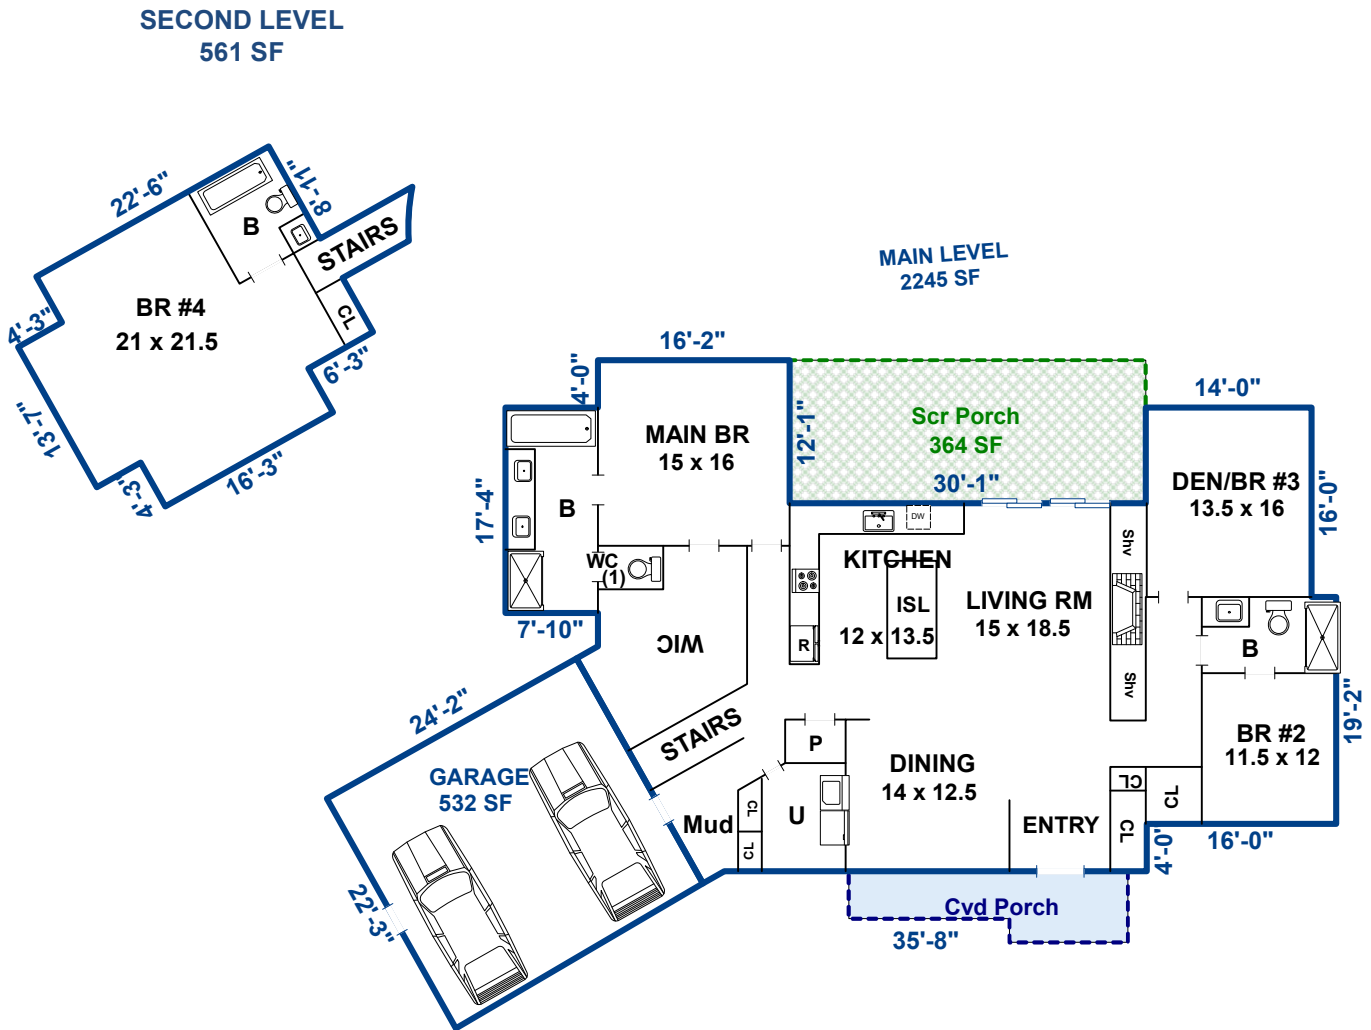 SECOND LEVEL
561 SF
22'-6"
8'-11"
B
STAIRS
BR #4
21 x 21.5
CL
4'-3"
6'-3"
13'-7"
4'-3"
16'-3"
MAIN LEVEL
2245 SF
16'-2"
4'-0"
14'-0"
MAIN BR
15 x 16
12'-1"
Scr Porch
364 SF
30'-1"
DEN/BR #3
13.5 x 16
16'-0"
17'-4"
B
DW
Shv
WC
(1)
KITCHEN
ISL
12 x 13.5
LIVING RM
15 x 18.5
7'-10"
WIC
R
B
Shv
24'-2"
STAIRS
P
DINING
14 x 12.5
BR #2
11.5 x 12
19'-2"
GARAGE
532 SF
CL
CL
Mud
CL
CL
U
ENTRY
CL
4'-0"
16'-0"
22'-3"
Cvd Porch
35'-8"